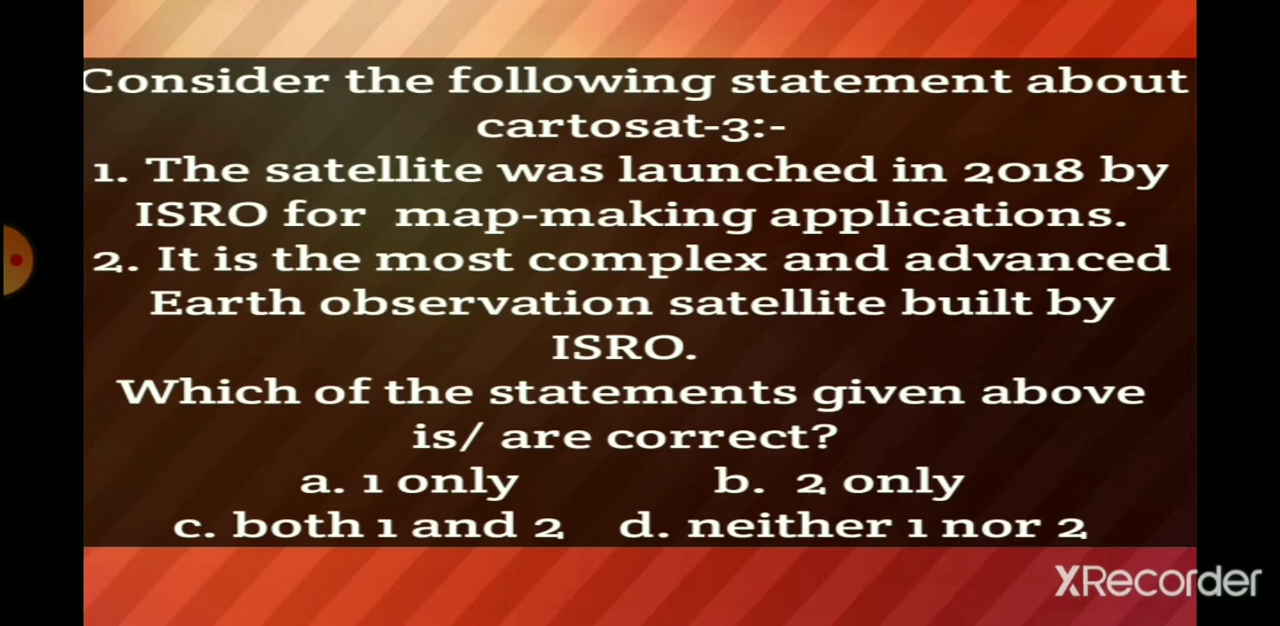 Consider the following statement about
cartosat-3:-
1. The satellite was launched in 2018 by
ISRO for map-making applications.
2. It is the most complex and advanced
Earth observation satellite built by
ISRO.
Which of the statements given above
is/ are correct?
a. 1 only b. 2 only
c. both 1 and 2 d. neither 1 nor 2
XRecorder